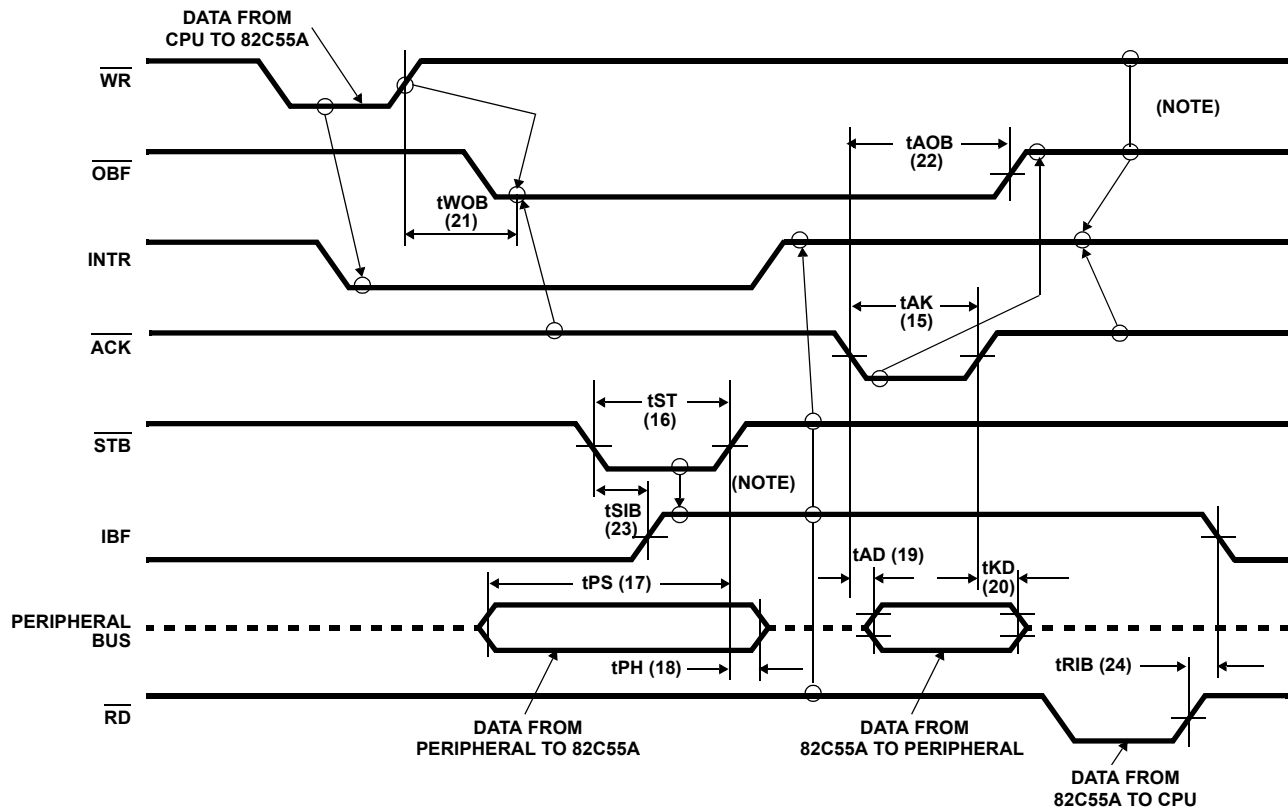 DATA FROM
CPU TO 82C55A
WR
(NOTE)
tAOB
(22)
OBF
tWOB
(21)
INTR
tAK
(15)
ACK
tST
(16)
STB
(NOTE)
tSIB
(23)
IBF
tAD (19)
tKD
(20)
tPS (17)
PERIPHERAL
BUS
tPH (18)
tRIB (24)
RD
DATA FROM
PERIPHERAL TO 82C55A
DATA FROM
82C55A TO PERIPHERAL
DATA FROM
82C55A TO CPU